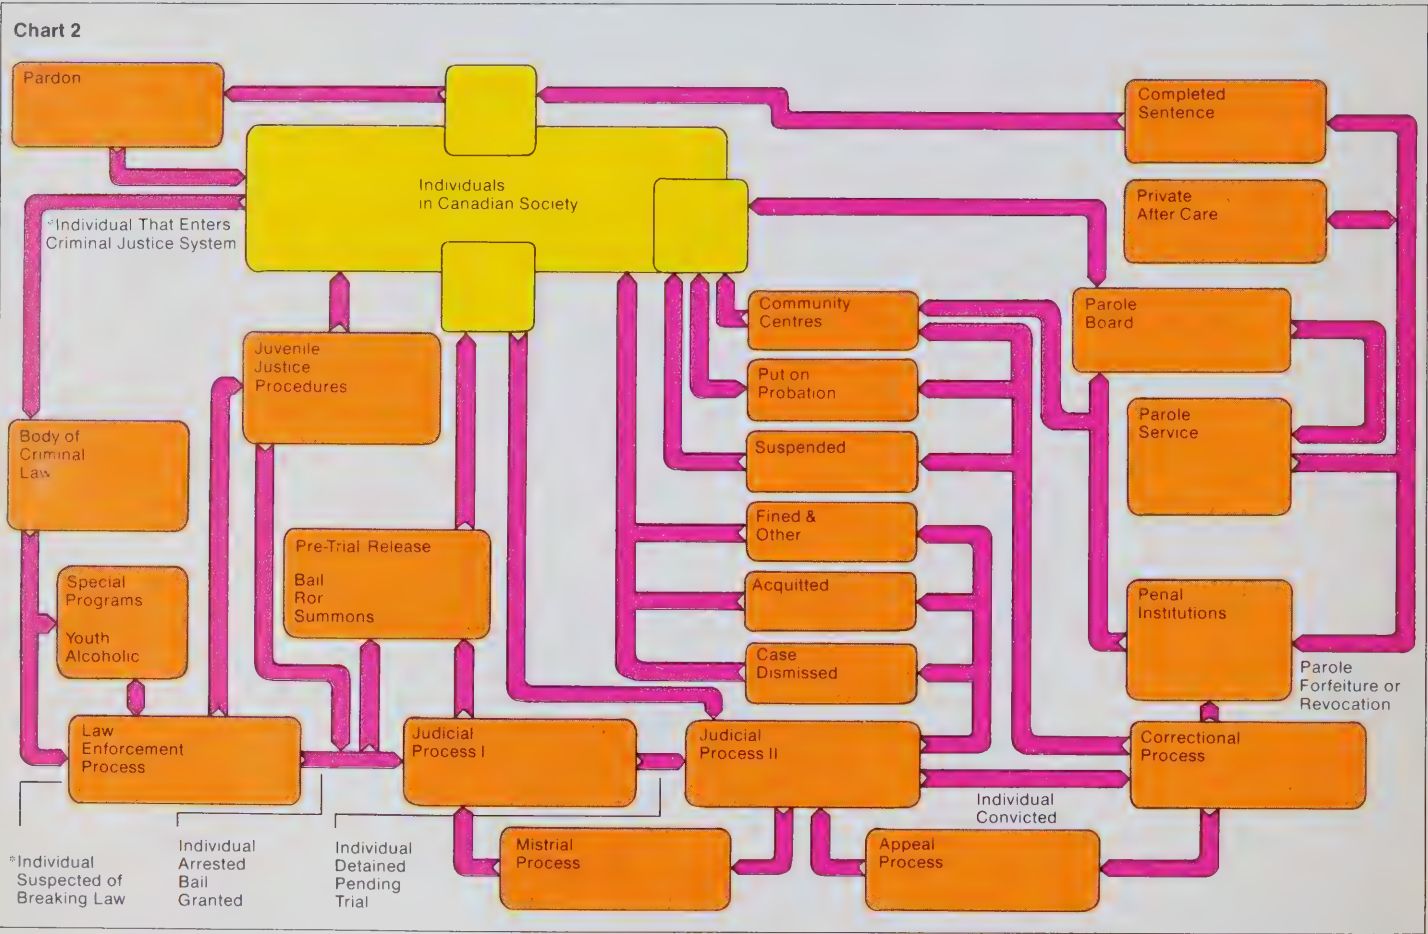 Chart 2
Pardon
Completed
Sentence
Individuals
in Canadian Society
Private
After Care
*Individual That Enters
Criminal Justice System
Community
Centres
Parole
Board
Juvenile
Justice
Procedures
Put on
Probation
Parole
Service
Body of
Criminal
Law
Suspended
Fined &
Other
Pre-Trial Release
Bail
Ror
Summons
Special
Programs
Youth
Alcoholic
Acquitted
Penal
Institutions
Case
Dismissed
Parole
Forfeiture or
Revocation
Law
Enforcement
Process
Judicial
Process I
Judicial
Process II
Correctional
Process
Individual
Convicted
*Individual
Suspected of
Breaking Law
Individual
Arrested
Bail
Granted
Individual
Detained
Pending
Trial
Mistrial
Process
Appeal
Process